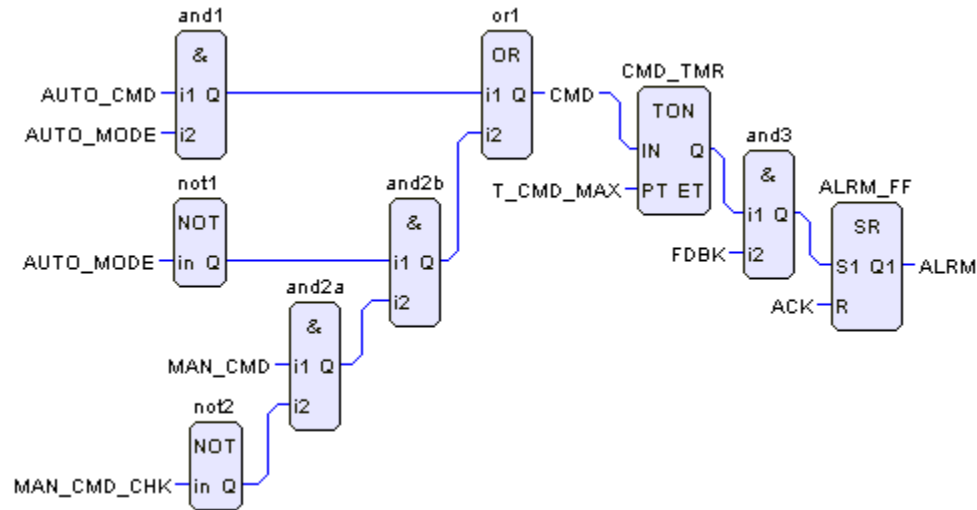 and1
&
AUTO_CMD i1 Q
AUTO_MODE i2
or1
OR
i1 Q CMD
i2
CMD_TMR
TON
IN Q
T_CMD_MAX PT ET
and3
&
i1 Q
FDBK i2
ALRM_FF
SR
S1 Q1 ALRM
ACK R
not1
NOT
AUTO_MODE in Q
and2b
&
i1 Q
i2
and2a
&
MAN_CMD i1 Q
i2
not2
NOT
MAN_CMD_CHK in Q